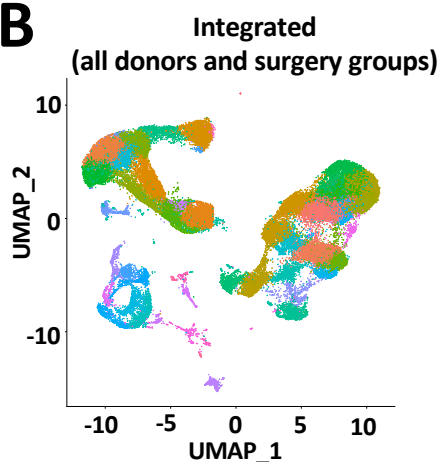 B
Integrated
(all donors and surgery groups)
10
0
-10
UMAP_2
-10 -5 0 5 10
UMAP_1